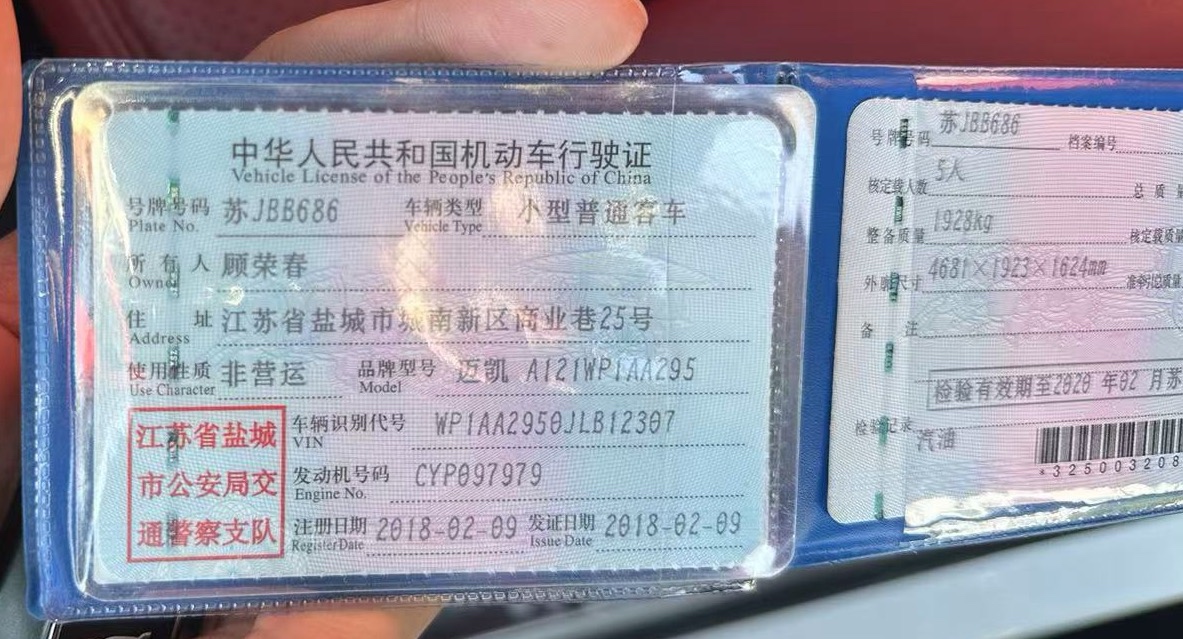 中华人民共和国机动车行驶证
Vehicle License of the People's Republic of China
号牌号码 苏JBB686 车辆类型 小型普通客车
Plate No. Vehicle Type
所有人 顾荣春
Owner
住址 江苏省盐城市城南新区商业巷25号
Address
使用性质 非营运 品牌型号 迈凯 A121WP1AA295
Use Character Model
江苏省盐城
市公安局交
通警察支队
车辆识别代号 WP1AA2950JLB12307
VIN
发动机号码 CYP097979
Engine No.
注册日期 2018-02-09 发证日期 2018-02-09
Register Date Issue Date
号牌号码 苏JBB686 档案编号
核定载人数 5人 总质量
整备质量 1928kg 核定载质量
外廓尺寸 4681×1923×1624mm 准牵引总质量
备注
检验有效期至2020年02月苏
检验记录
汽油
*325003208